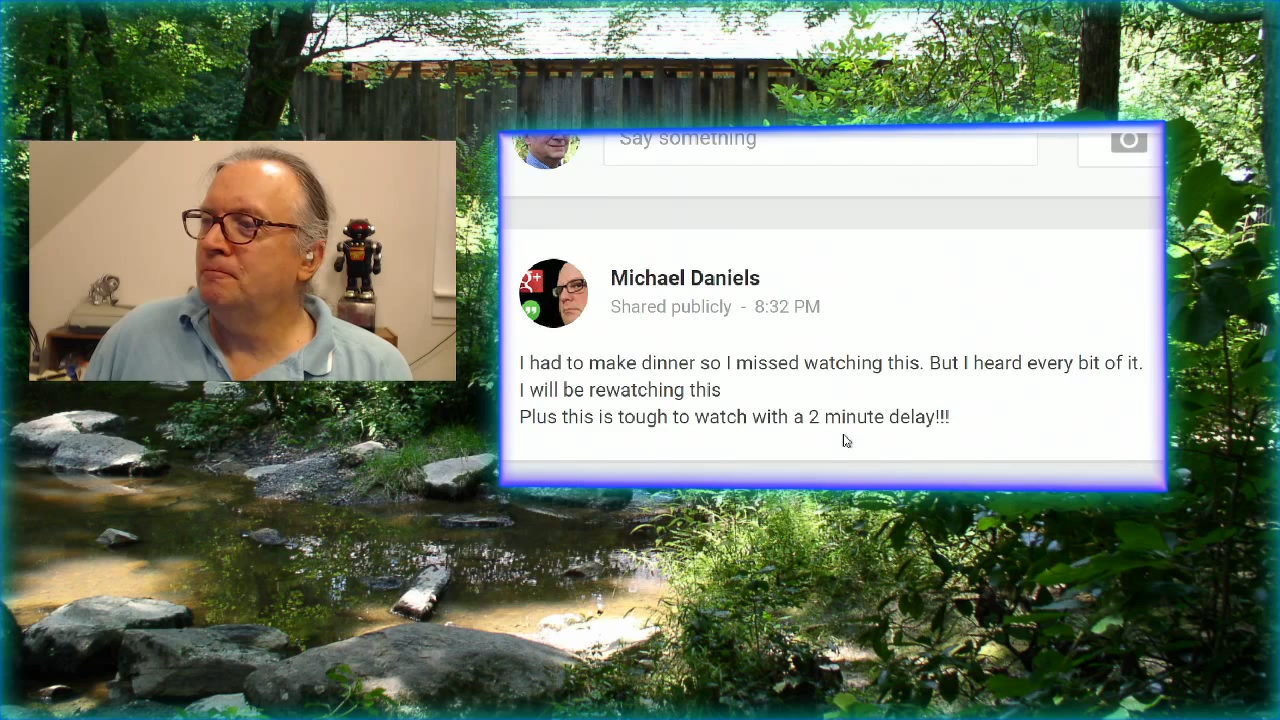 Say something
Michael Daniels
Shared publicly - 8:32 PM
I had to make dinner so I missed watching this. But I heard every bit of it.
I will be rewatching this
Plus this is tough to watch with a 2 minute delay!!!